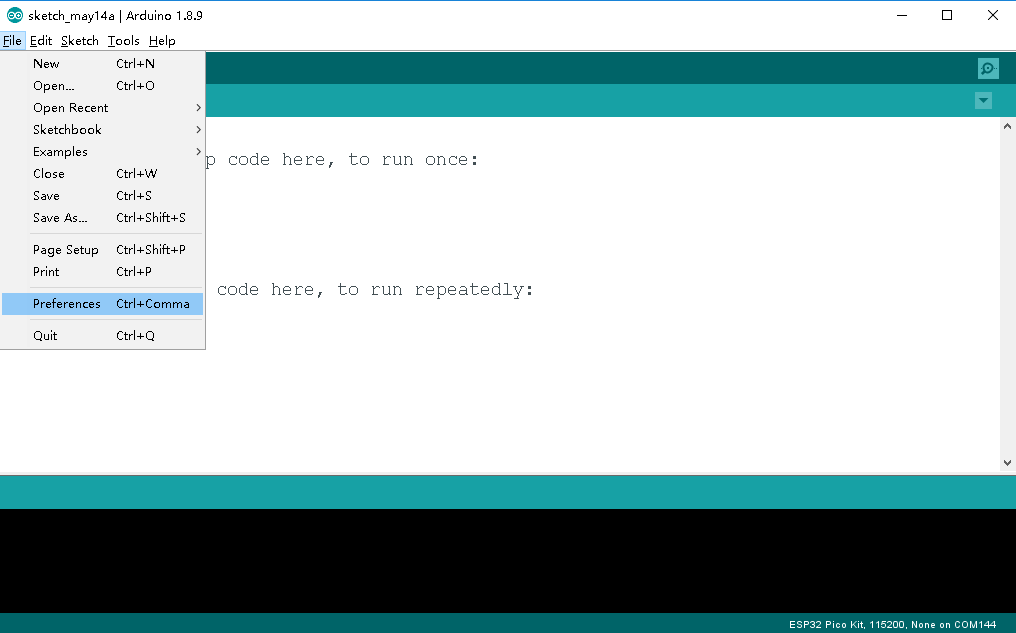 sketch_may14a | Arduino 1.8.9
File Edit Sketch Tools Help
New Ctrl+N
Open... Ctrl+O
Open Recent
Sketchbook
Examples
Close Ctrl+W
Save Ctrl+S
Save As... Ctrl+Shift+S
Page Setup Ctrl+Shift+P
Print Ctrl+P
Preferences Ctrl+Comma
Quit Ctrl+Q
p code here, to run once:
code here, to run repeatedly:
ESP32 Pico Kit, 115200, None on COM144